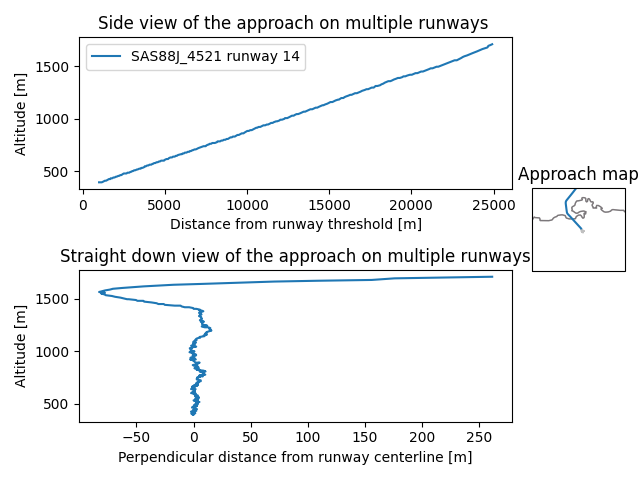 Side view of the approach on multiple runways
SAS88J_4521 runway 14
1500
1000
500
Altitude [m]
0
5000
10000
15000
20000
25000
Distance from runway threshold [m]
Approach map
Straight down view of the approach on multiple runways
1500
1000
500
Altitude [m]
−50
0
50
100
150
200
250
Perpendicular distance from runway centerline [m]